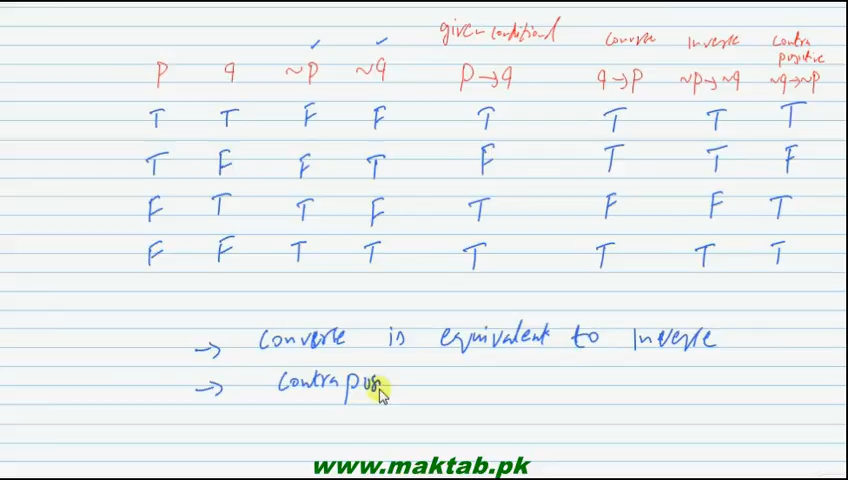 given conditional Converse Inverse Contra
positive
p q ~p ~q p→q q→p ~p→~q ~q→~p
T T F F T T T T
T F F T F T T F
F T T F T F F T
F F T T T T T T
→ Converse is equivalent to Inverse
→ Contrapos
www.maktab.pk